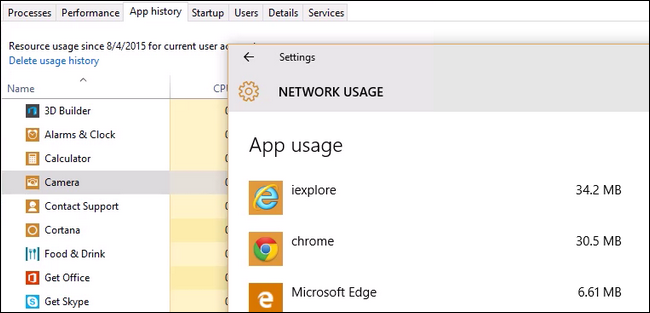 Processes Performance App history Startup Users Details Services
Resource usage since 8/4/2015 for current user
Delete usage history
Name
3D Builder
Alarms & Clock
Calculator
Camera
Contact Support
Cortana
Food & Drink
Get Office
Get Skype
Settings
NETWORK USAGE
App usage
iexplore 34.2 MB
chrome 30.5 MB
Microsoft Edge 6.61 MB